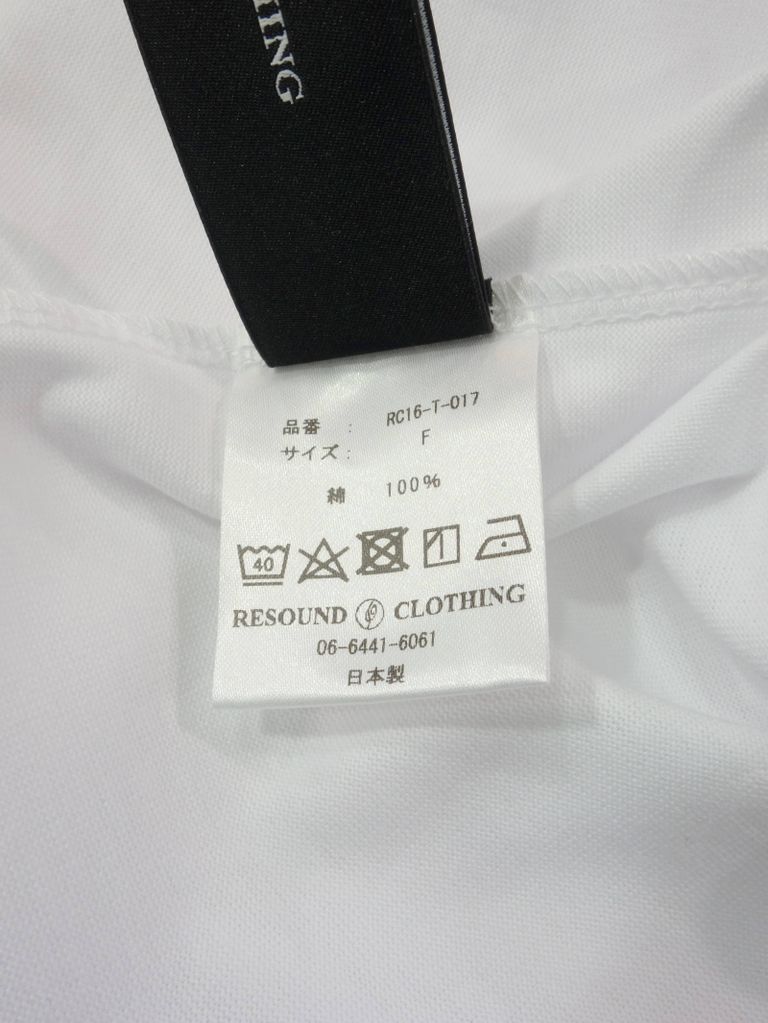 HING
品番 : RC16-T-017
サイズ: F
綿 100%
40
RESOUND CLOTHING
06-6441-6061
日本製